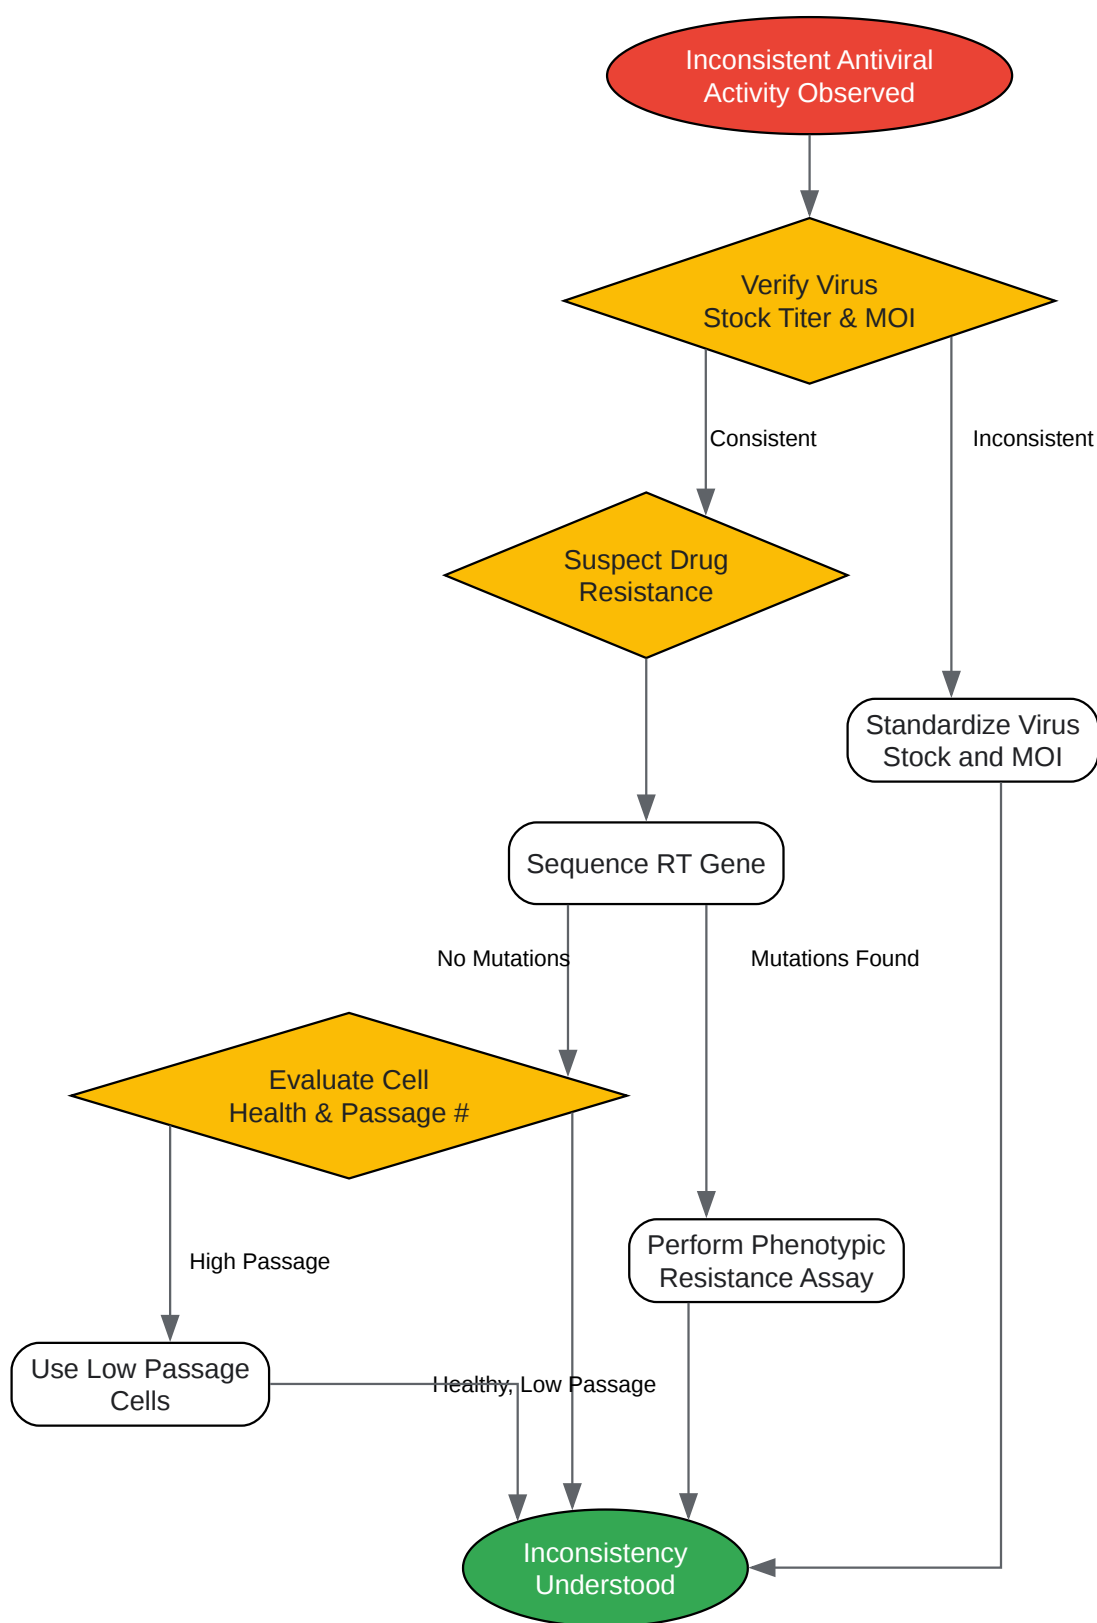 Inconsistent Antiviral
Activity Observed
Verify Virus
Stock Titer & MOI
Consistent
Inconsistent
Suspect Drug
Resistance
Standardize Virus
Stock and MOI
Sequence RT Gene
No Mutations
Mutations Found
Evaluate Cell
Health & Passage #
High Passage
Perform Phenotypic
Resistance Assay
Use Low Passage
Cells
Healthy, Low Passage
Inconsistency
Understood